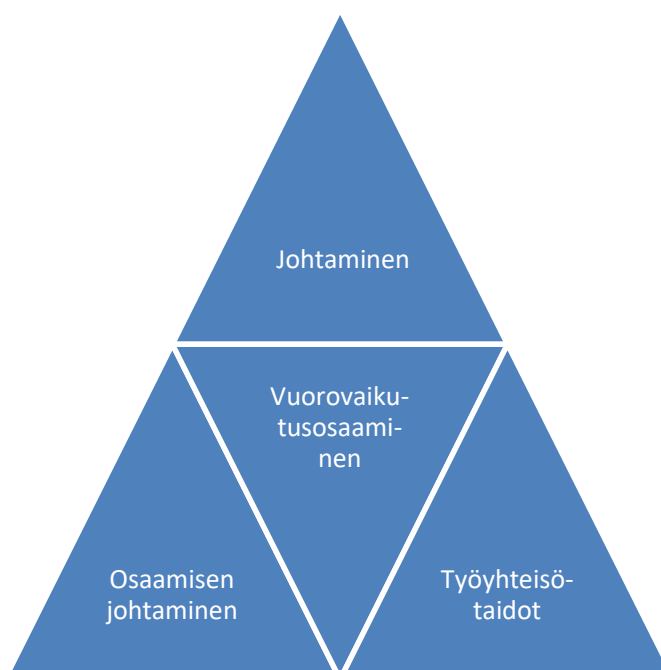 Johtaminen
Vuorovaiku-
tusosaami-
nen
Osaamisen
johtaminen
Työyhteisö-
taidot